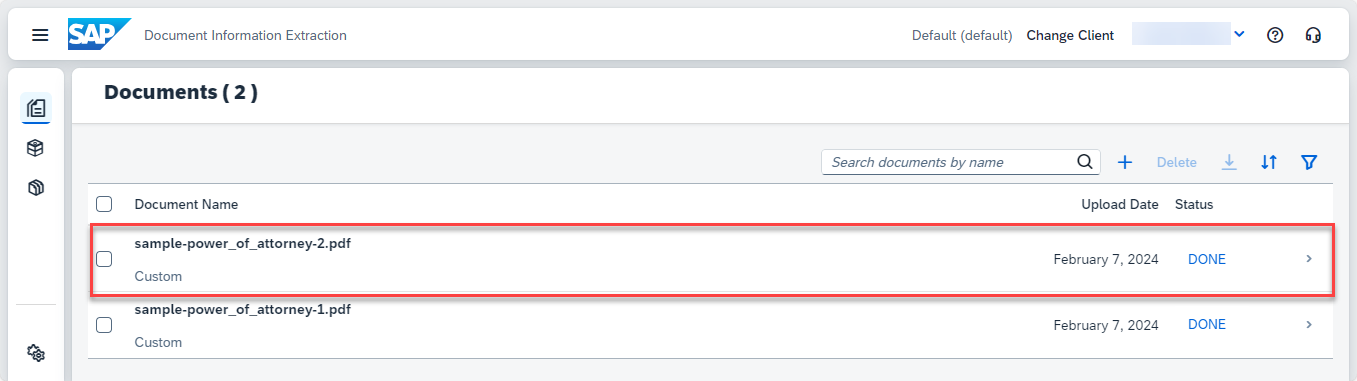 SAP Document Information Extraction Default (default) Change Client
Documents ( 2 )
Search documents by name Delete
Document Name Upload Date Status
sample-power_of_attorney-2.pdf
Custom February 7, 2024 DONE
sample-power_of_attorney-1.pdf
Custom February 7, 2024 DONE